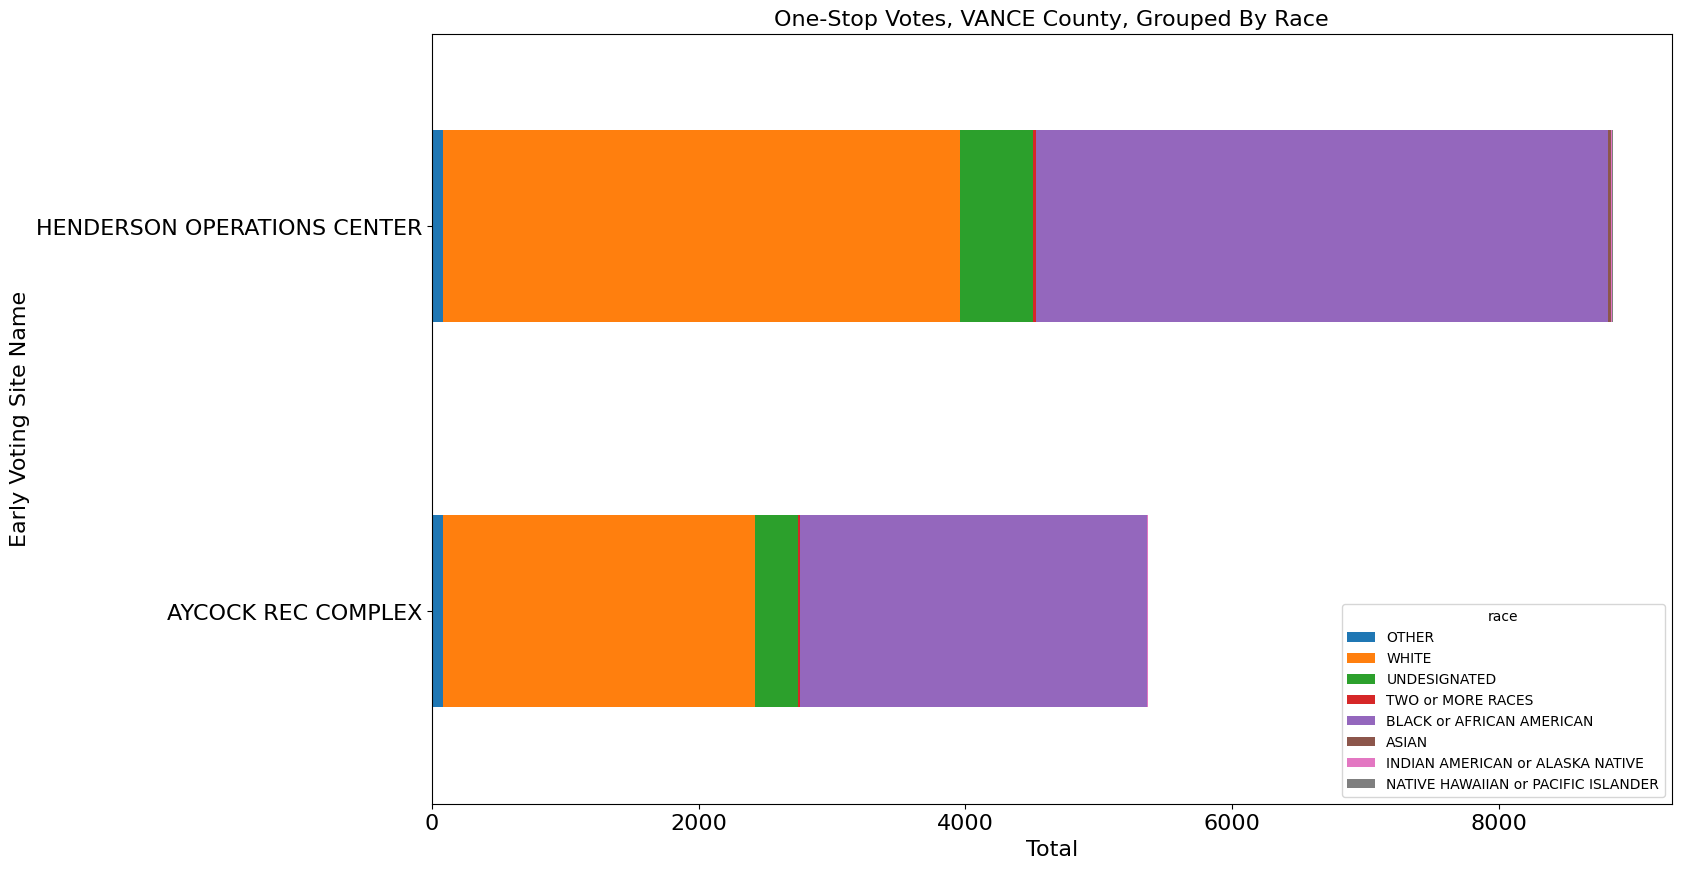 One-Stop Votes, VANCE County, Grouped By Race
Early Voting Site Name
HENDERSON OPERATIONS CENTER
AYCOCK REC COMPLEX
race
OTHER
WHITE
UNDESIGNATED
TWO or MORE RACES
BLACK or AFRICAN AMERICAN
ASIAN
INDIAN AMERICAN or ALASKA NATIVE
NATIVE HAWAIIAN or PACIFIC ISLANDER
0 2000 4000 6000 8000
Total